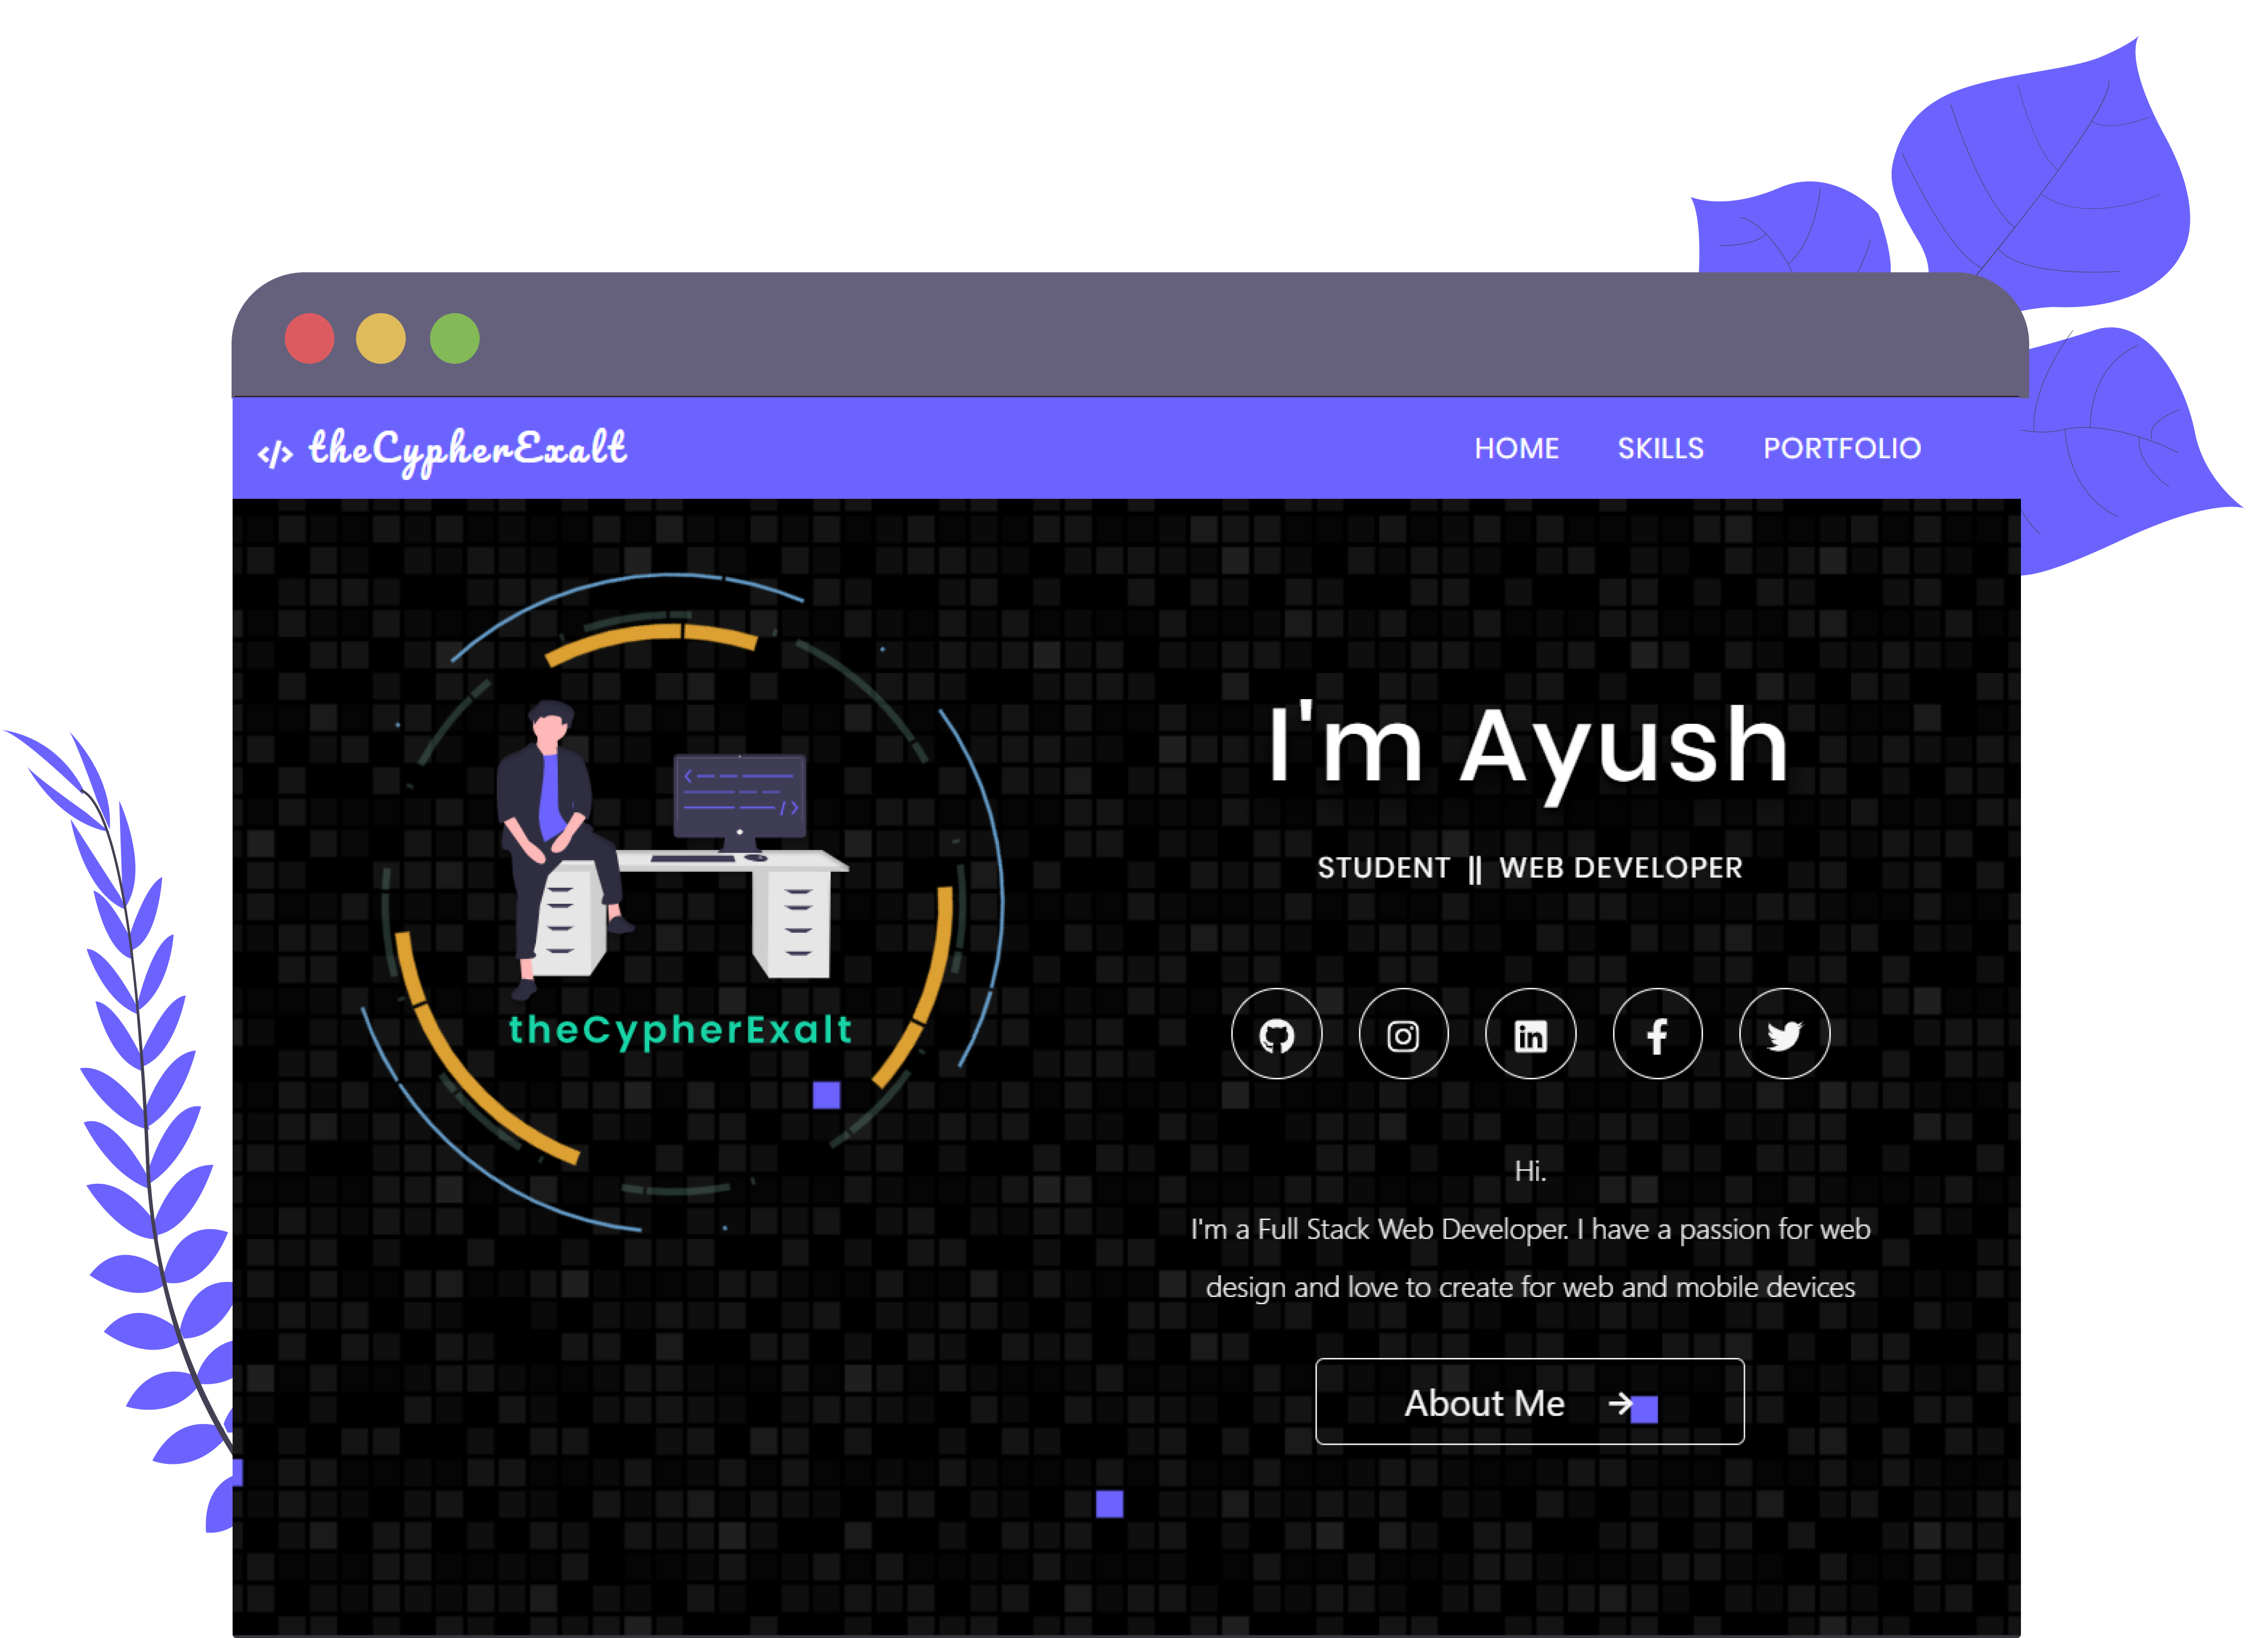 </> theCypherExalt
HOME SKILLS PORTFOLIO
theCypherExalt
I'm Ayush
STUDENT || WEB DEVELOPER
Hi.
I'm a Full Stack Web Developer. I have a passion for web
design and love to create for web and mobile devices
About Me →